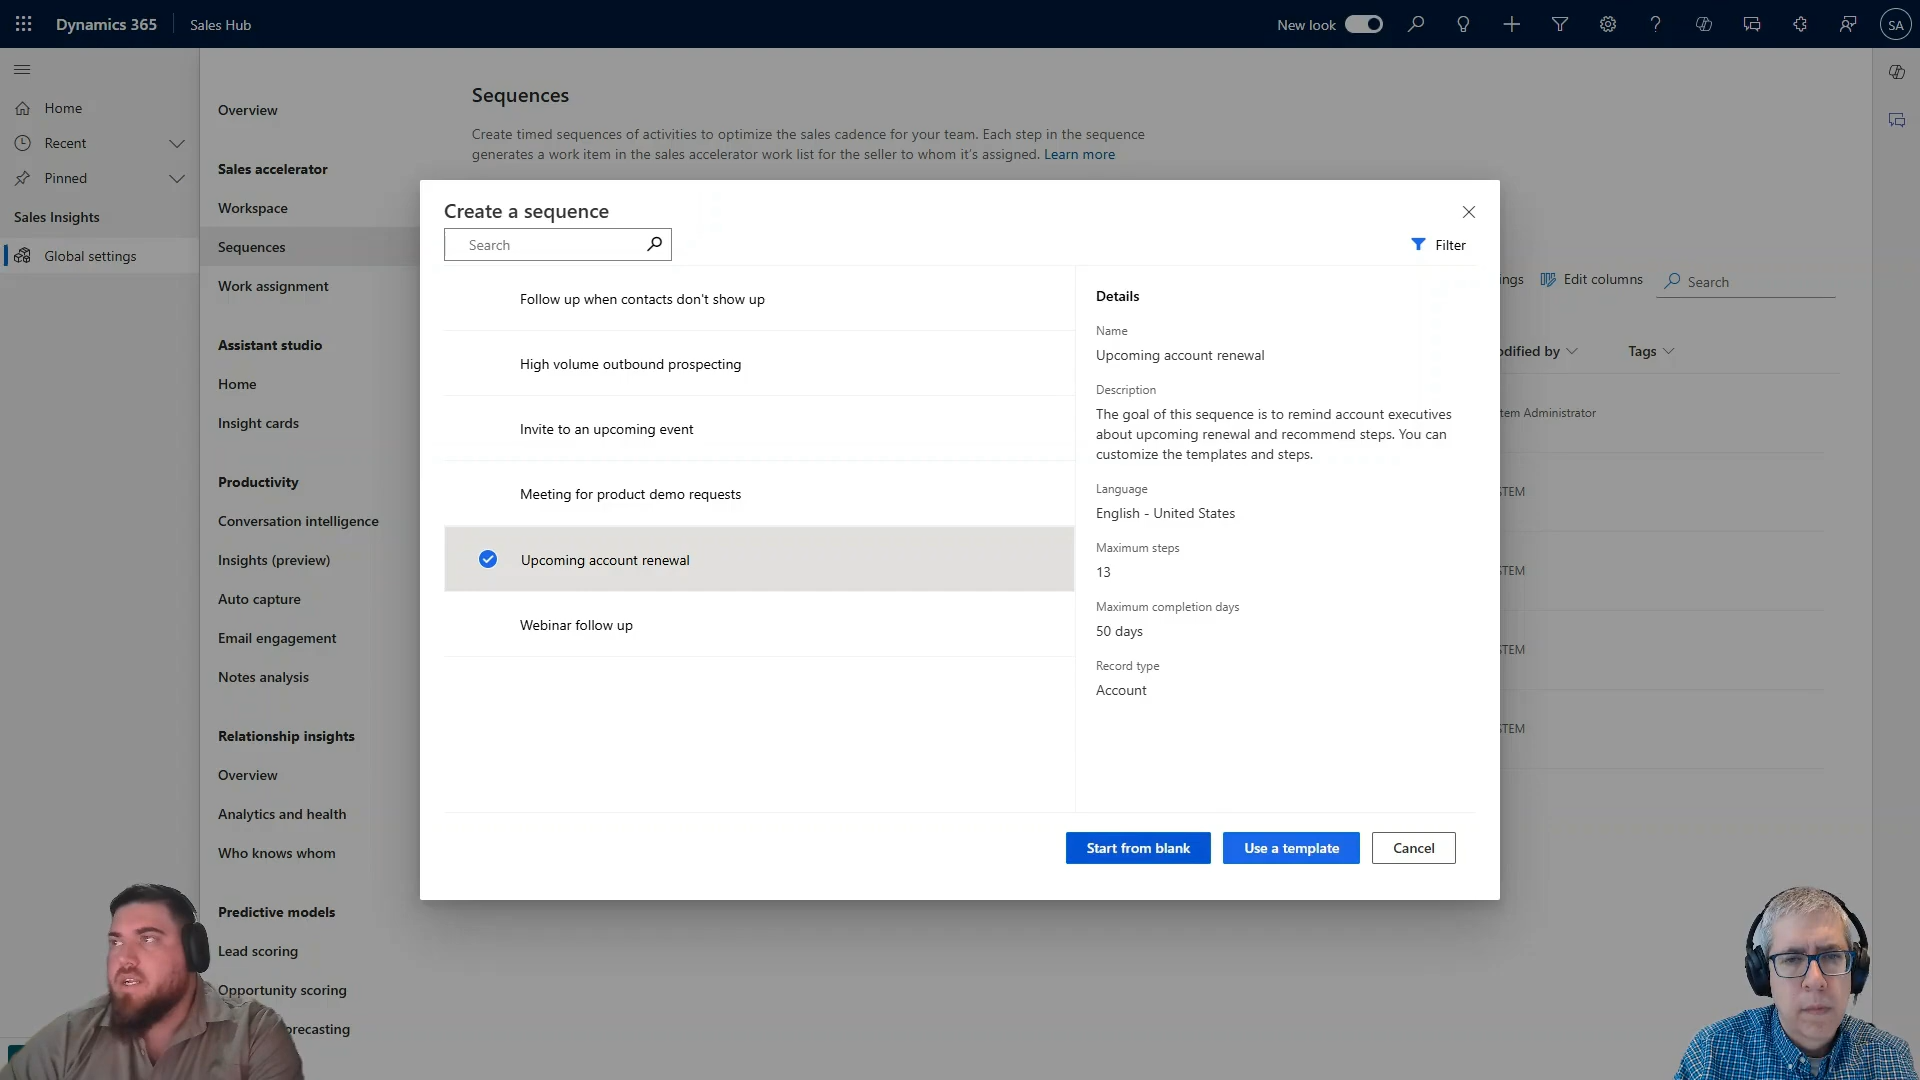 Dynamics 365
Sales Hub
New look
SA
Home
Recent
Pinned
Sales Insights
Global settings
Overview
Sales accelerator
Workspace
Sequences
Work assignment
Assistant studio
Home
Insight cards
Productivity
Conversation intelligence
Insights (preview)
Auto capture
Email engagement
Notes analysis
Relationship insights
Overview
Analytics and health
Who knows whom
Predictive models
Lead scoring
Opportunity scoring
orecasting
Sequences
Create timed sequences of activities to optimize the sales cadence for your team. Each step in the sequence
generates a work item in the sales accelerator work list for the seller to whom it's assigned. Learn more
ings
Edit columns
Search
odified by
Tags
tem Administrator
STEM
STEM
STEM
STEM
Create a sequence
Search
Filter
Follow up when contacts don't show up
High volume outbound prospecting
Invite to an upcoming event
Meeting for product demo requests
Upcoming account renewal
Webinar follow up
Details
Name
Upcoming account renewal
Description
The goal of this sequence is to remind account executives
about upcoming renewal and recommend steps. You can
customize the templates and steps.
Language
English - United States
Maximum steps
13
Maximum completion days
50 days
Record type
Account
Start from blank
Use a template
Cancel